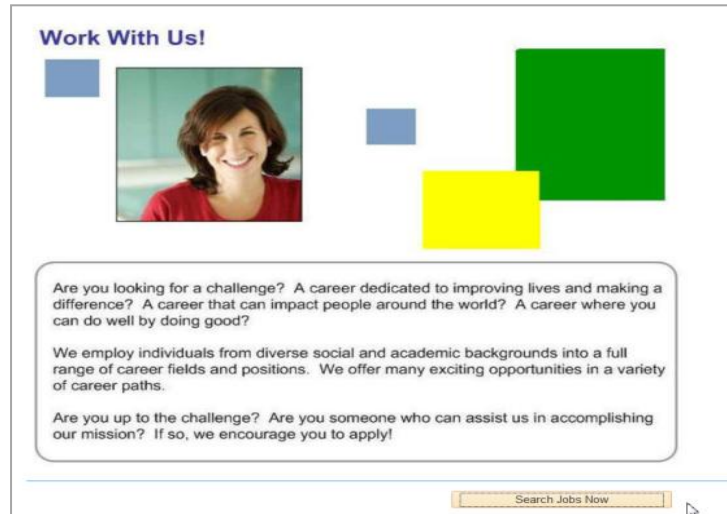 Work With Us!
Are you looking for a challenge?  A career dedicated to improving lives and making a
difference?  A career that can impact people around the world?  A career where you
can do well by doing good?
We employ individuals from diverse social and academic backgrounds into a full
range of career fields and positions.  We offer many exciting opportunities in a variety
of career paths.
Are you up to the challenge?  Are you someone who can assist us in accomplishing
our mission?  If so, we encourage you to apply!
Search Jobs Now